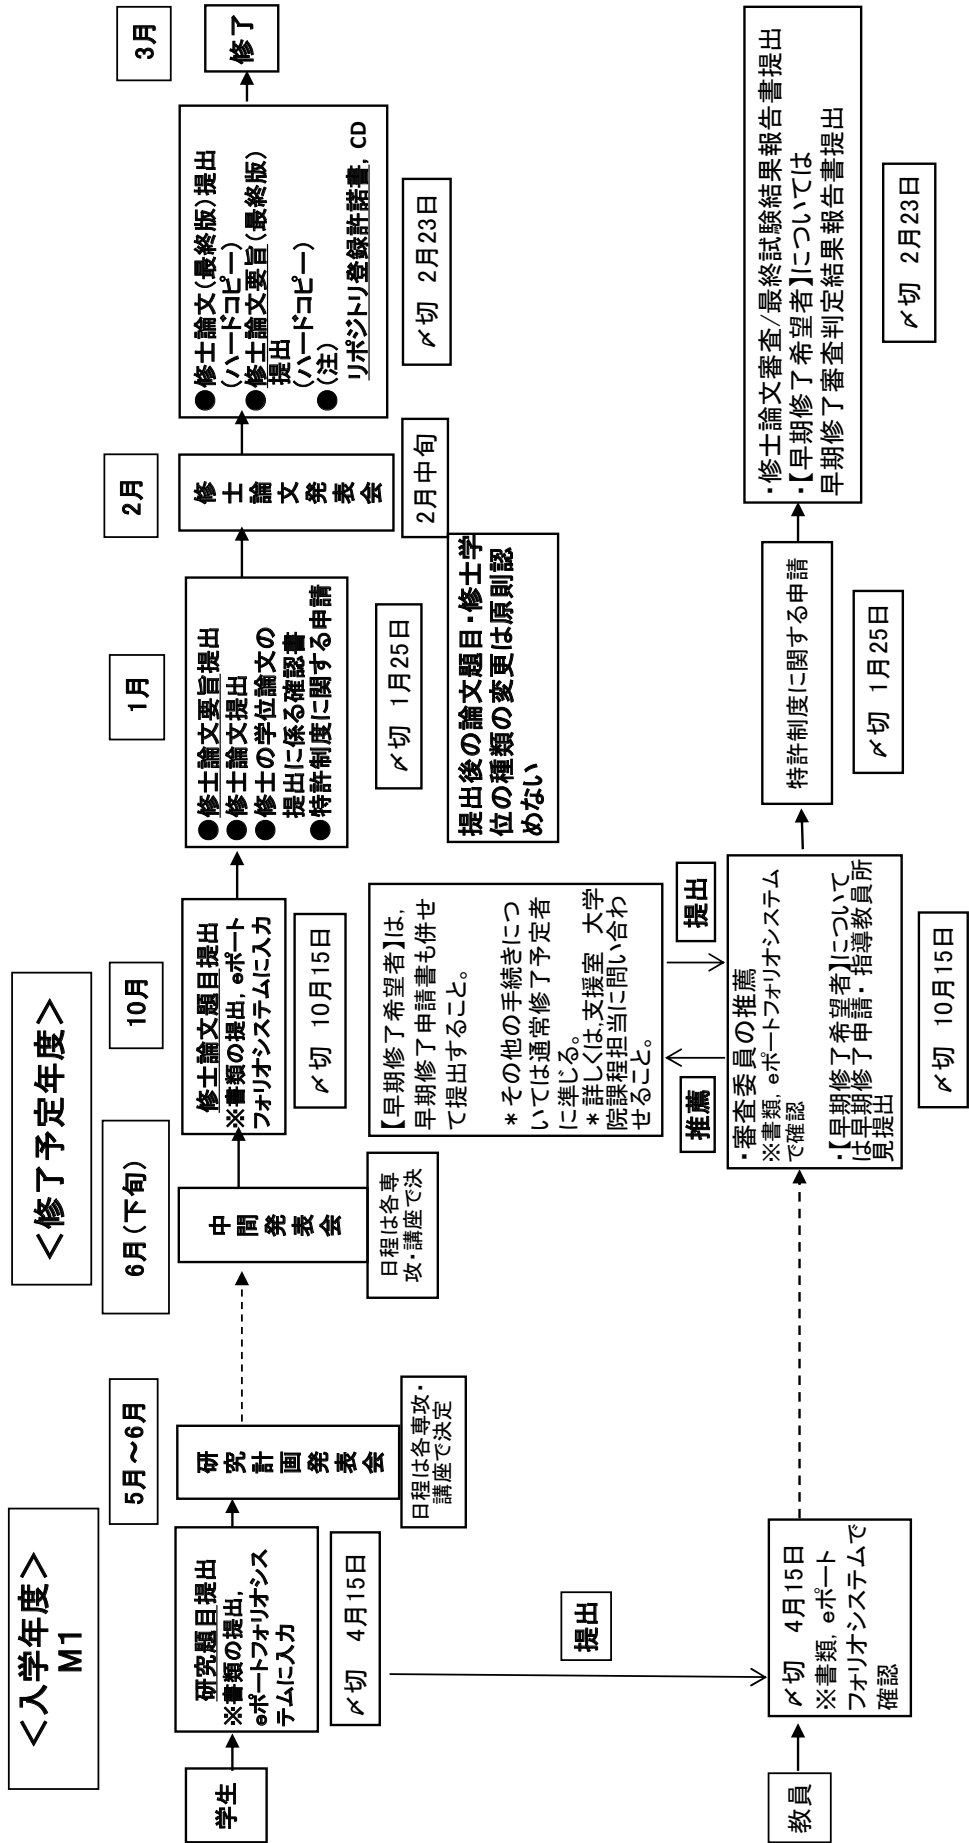 <入学年度>
M1
<修了予定年度>
5月~6月
6月(下旬)
10月
1月
2月
3月
学生
研究題目提出
※書類の提出,
eポートフォリオシス
テムに入力
〆切 4月15日
研究計画発表会
日程は各専攻・
講座で決定
中間発表会
日程は各専
攻・講座で決
修士論文題目提出
※書類の提出, eポート
フォリオシステムに入力
〆切 10月15日
【早期修了希望者】は,
早期修了申請書も併せ
て提出すること。
*その他の手続きにつ
いては通常修了予定者
に準じる。
*詳しくは,支援室 大学
院課程担当に問い合わ
せること。
●修士論文要旨提出
●修士論文提出
●修士の学位論文の
提出に係る確認書
●特許制度に関する申請
〆切 1月25日
提出後の論文題目・修士学
位の種類の変更は原則認
めない
修士論文発表会
2月中旬
●修士論文(最終版)提出
(ハードコピー)
●修士論文要旨(最終版)
提出
(ハードコピー)
●(注)
リポジトリ登録許諾書, CD
〆切 2月23日
修了
提出
推薦
提出
教員
〆切 4月15日
※書類, eポート
フォリオシステムで
確認
・審査委員の推薦
※書類, eポートフォリオシステム
で確認
・【早期修了希望者】について
は早期修了申請・指導教員所
見提出
〆切 10月15日
特許制度に関する申請
〆切 1月25日
・修士論文審査/最終試験結果報告書提出
・【早期修了希望者】については
早期修了審査判定結果報告書提出
〆切 2月23日